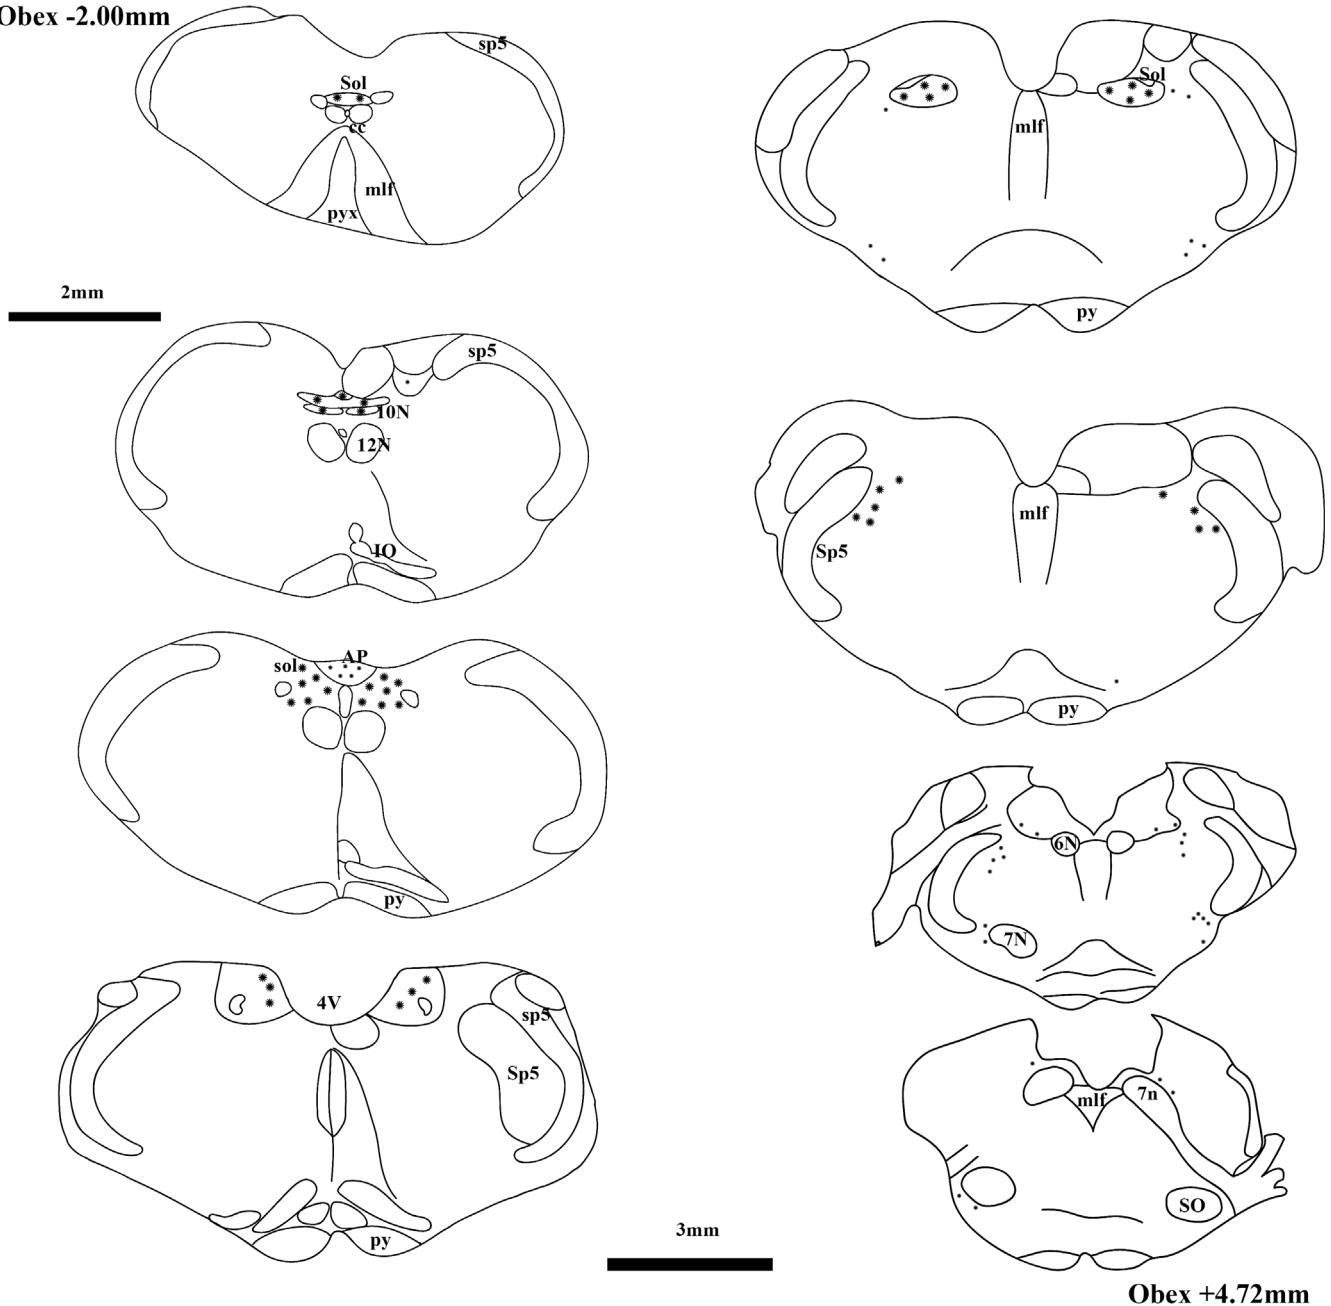 Obex -2.00mm
sp5
Sol
cc
mlf
pyx
2mm
sp5
10N
12N
IO
sol
AP
py
4V
sp5
Sp5
py
3mm
Sol
mlf
py
mlf
Sp5
py
6N
7N
mlf
7n
SO
Obex +4.72mm